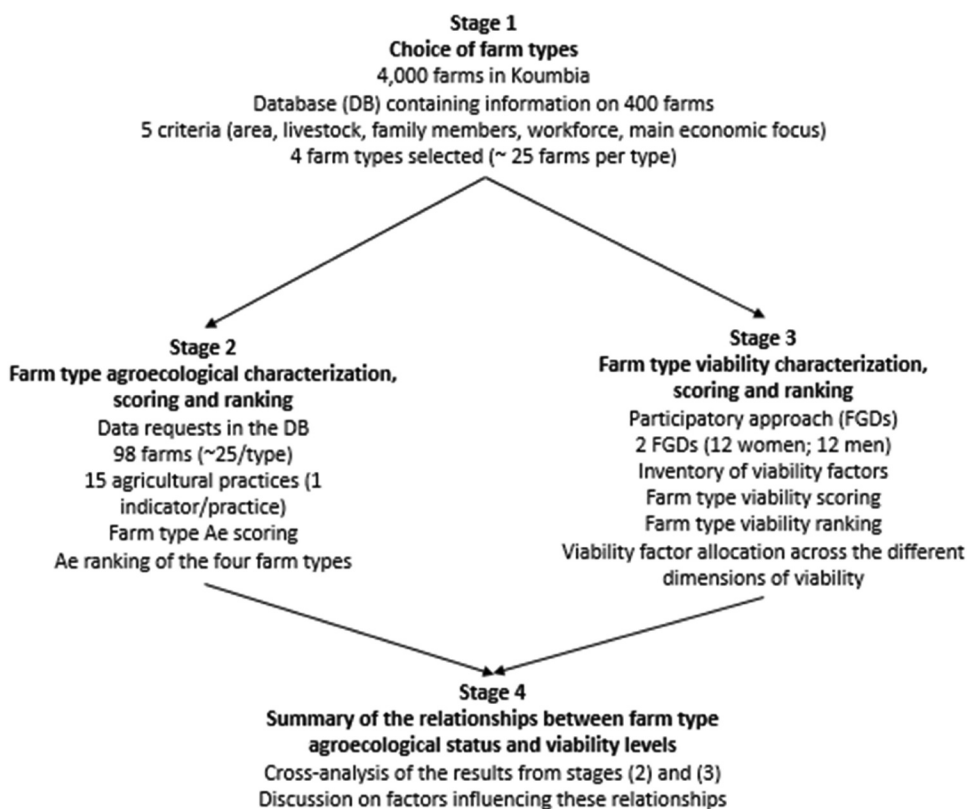 Stage 1
Choice of farm types
4,000 farms in Koumbia
Database (DB) containing information on 400 farms
5 criteria (area, livestock, family members, workforce, main economic focus)
4 farm types selected (~ 25 farms per type)
Stage 2
Farm type agroecological characterization,
scoring and ranking
Data requests in the DB
98 farms (~25/type)
15 agricultural practices (1
indicator/practice)
Farm type Ae scoring
Ae ranking of the four farm types
Stage 3
Farm type viability characterization,
scoring and ranking
Participatory approach (FGDs)
2 FGDs (12 women; 12 men)
Inventory of viability factors
Farm type viability scoring
Farm type viability ranking
Viability factor allocation across the different
dimensions of viability
Stage 4
Summary of the relationships between farm type
agroecological status and viability levels
Cross-analysis of the results from stages (2) and (3)
Discussion on factors influencing these relationships